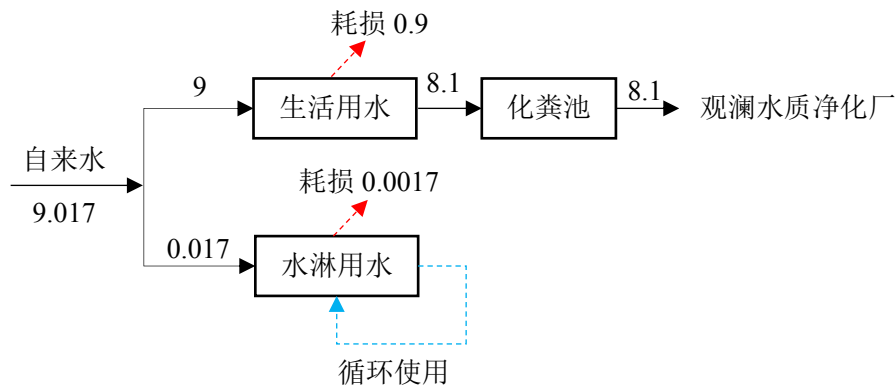 耗损 0.9
9
生活用水
8.1
化粪池
8.1
观澜水质净化厂
自来水
9.017
耗损 0.0017
0.017
水淋用水
循环使用